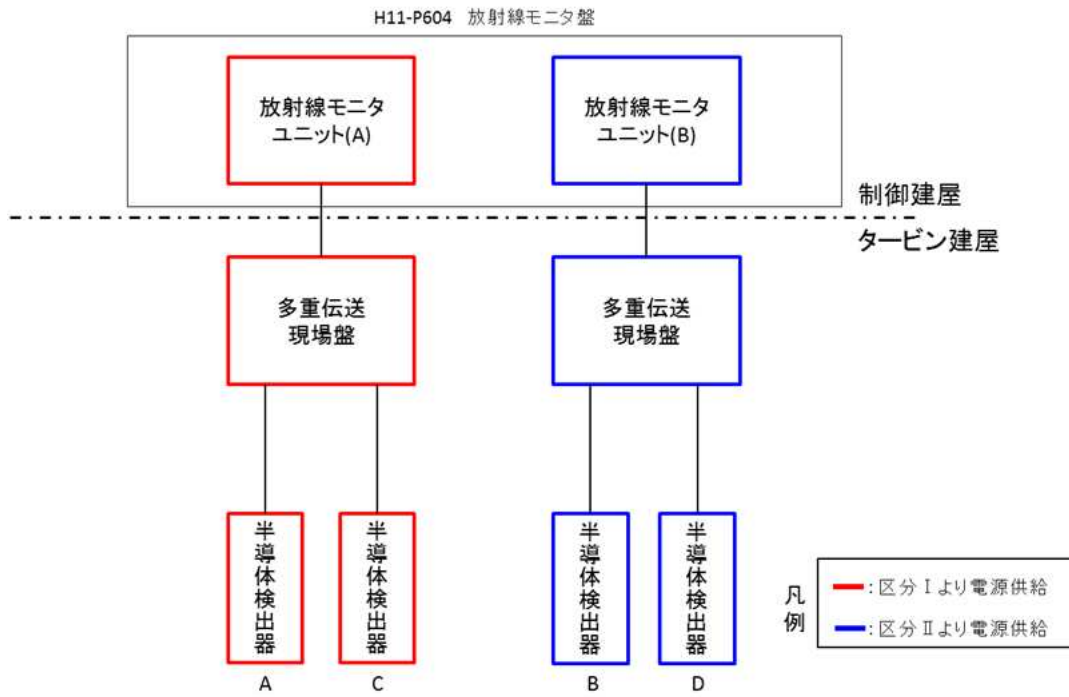 H11-P604 放射線モニタ盤
放射線モニタ
ユニット(A)
放射線モニタ
ユニット(B)
制御建屋
タービン建屋
多重伝送
現場盤
多重伝送
現場盤
半導体検出器
半導体検出器
半導体検出器
半導体検出器
A
C
B
D
凡例
:区分Ⅰより電源供給
:区分Ⅱより電源供給